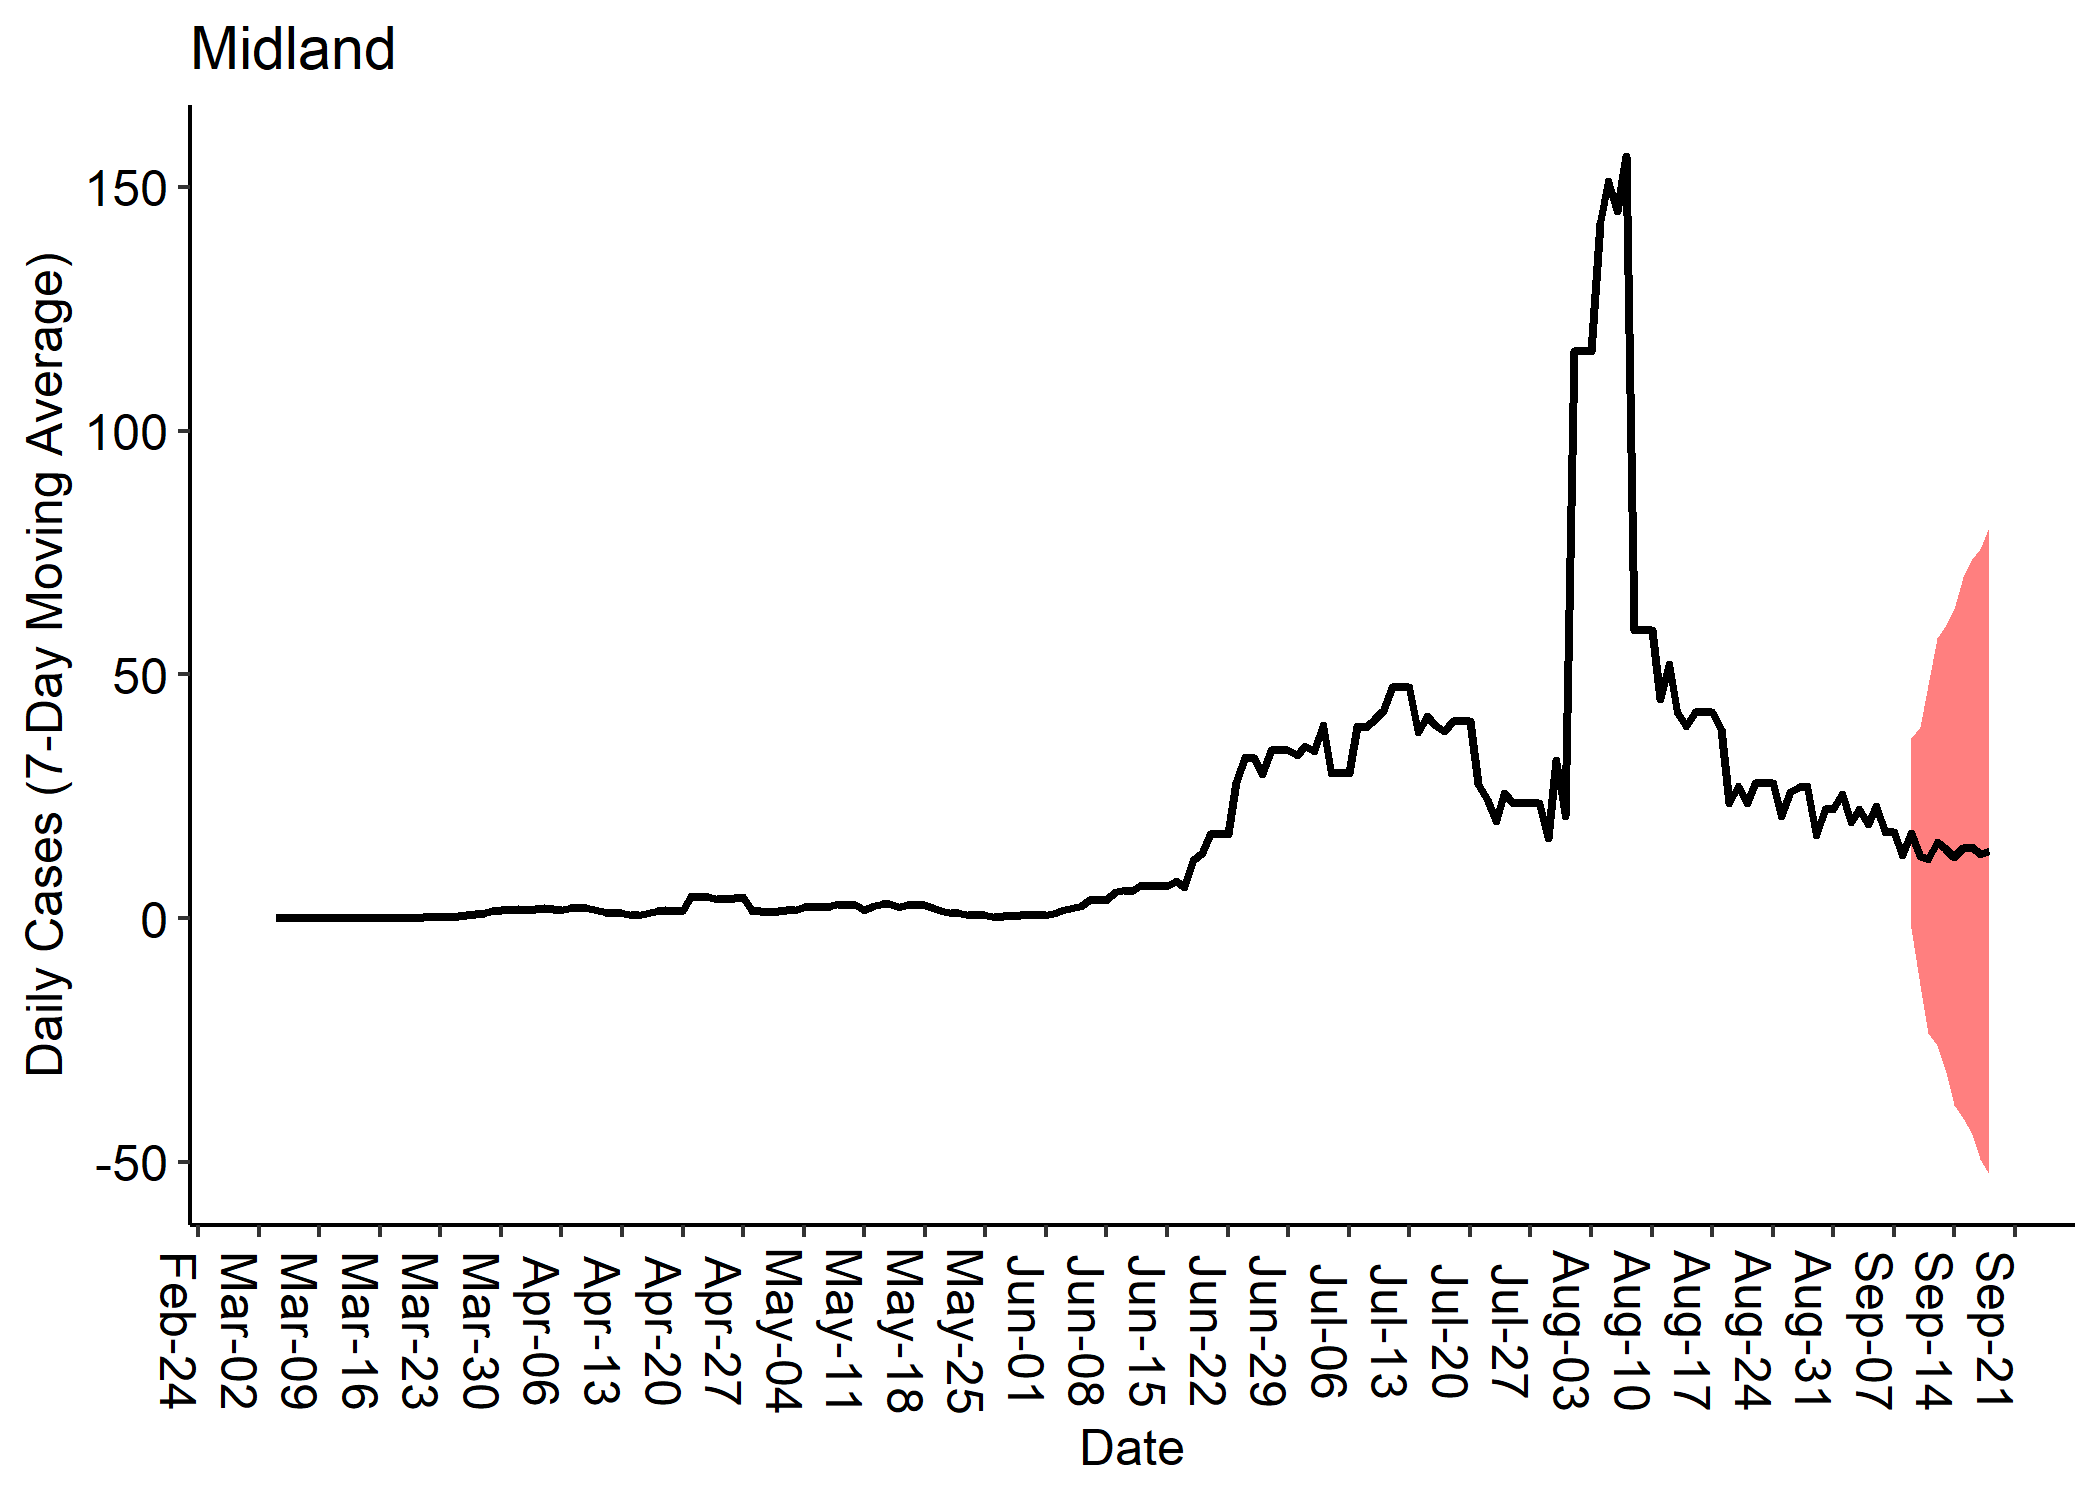 Midland
Daily Cases (7-Day Moving Average)
150
100
50
0
-50
Feb-24
Mar-02
Mar-09
Mar-16
Mar-23
Mar-30
Apr-06
Apr-13
Apr-20
Apr-27
May-04
May-11
May-18
May-25
Jun-01
Jun-08
Jun-15
Jun-22
Jun-29
Jul-06
Jul-13
Jul-20
Jul-27
Aug-03
Aug-10
Aug-17
Aug-24
Aug-31
Sep-07
Sep-14
Sep-21
Date